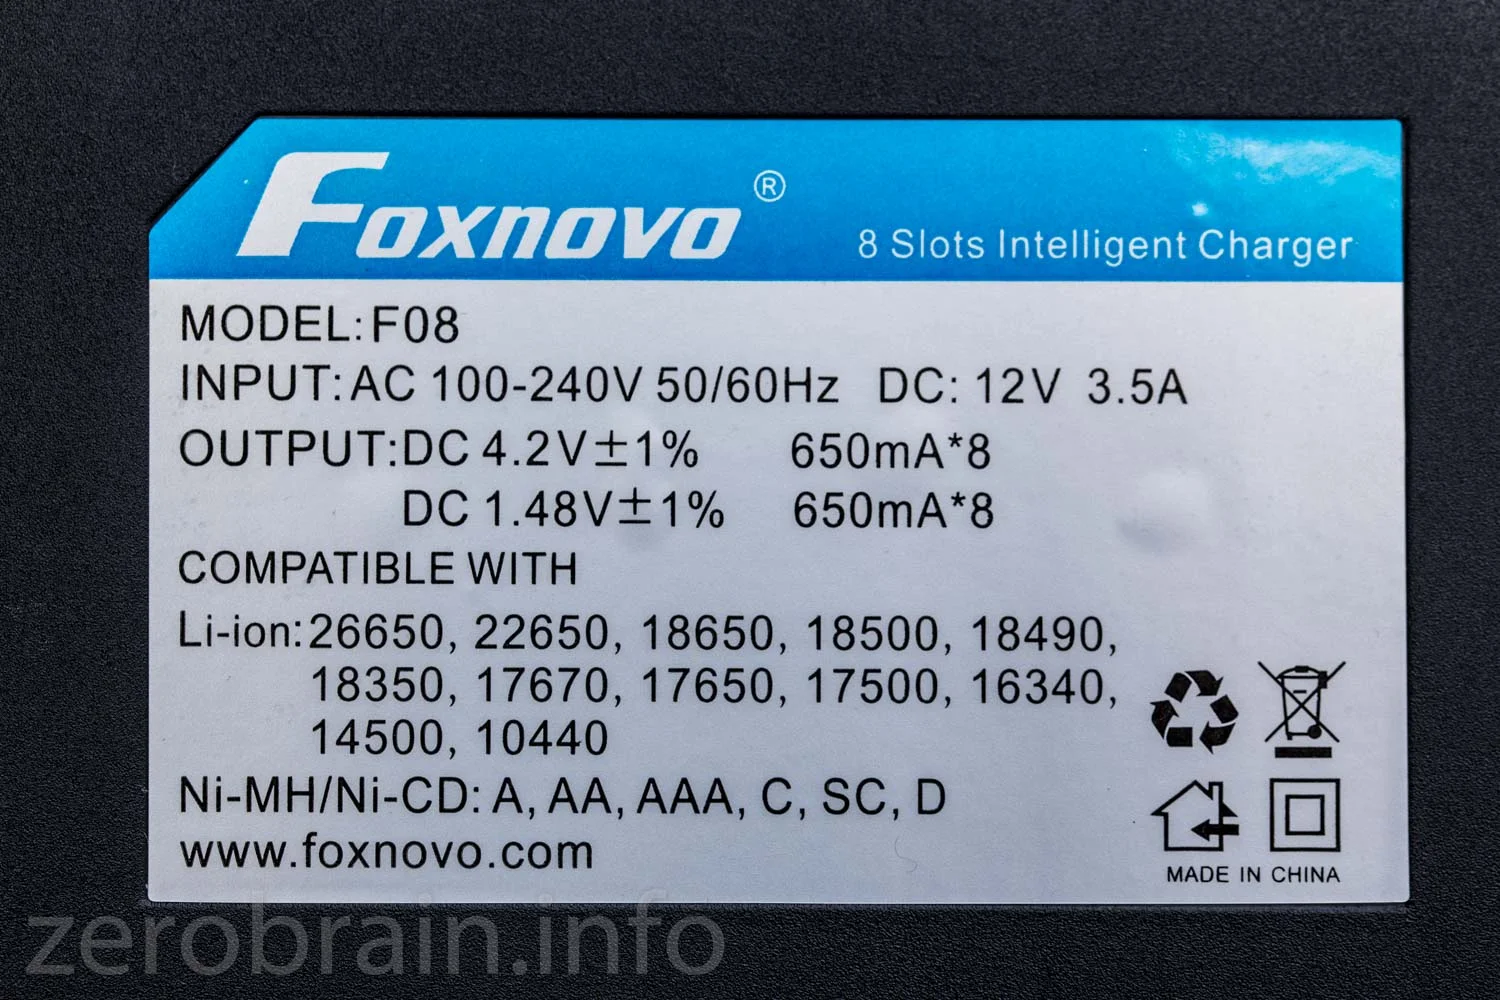 Foxnovo®
8 Slots Intelligent Charger
MODEL: F08
INPUT: AC 100-240V 50/60Hz DC: 12V 3.5A
OUTPUT: DC 4.2V±1% 650mA*8
DC 1.48V±1% 650mA*8
COMPATIBLE WITH
Li-ion: 26650, 22650, 18650, 18500, 18490,
18350, 17670, 17650, 17500, 16340,
14500, 10440
Ni-MH/Ni-CD: A, AA, AAA, C, SC, D
www.foxnovo.com
MADE IN CHINA
zerobrain.info